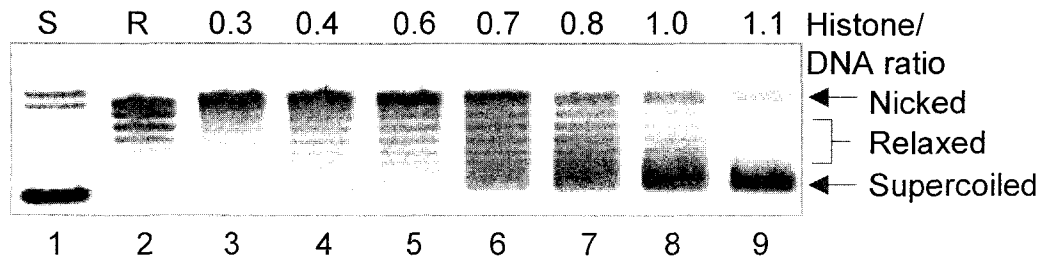 S R 0.3 0.4 0.6 0.7 0.8 1.0 1.1 Histone/
DNA ratio
Nicked
Relaxed
Supercoiled
1 2 3 4 5 6 7 8 9